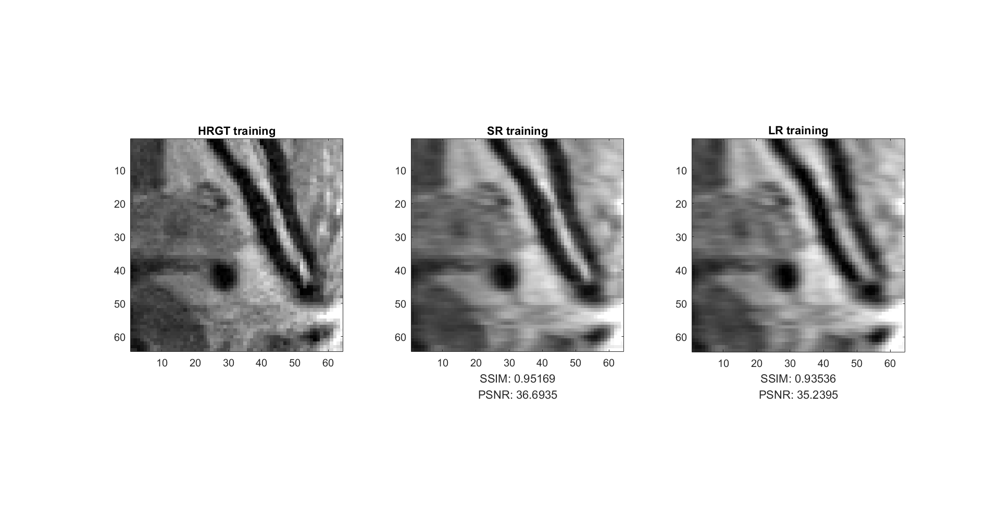 HRGT training
SR training
LR training
10
20
30
40
50
60
10 20 30 40 50 60
10
20
30
40
50
60
10 20 30 40 50 60
SSIM: 0.95169
PSNR: 36.6935
10
20
30
40
50
60
10 20 30 40 50 60
SSIM: 0.93536
PSNR: 35.2395